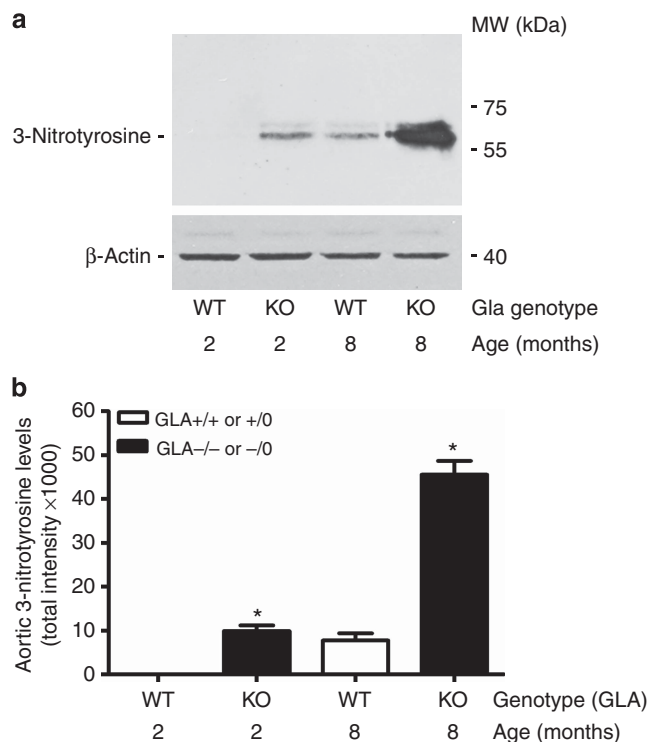 a
MW (kDa)
3-Nitrotyrosine -
- 75
- 55
β-Actin -
- 40
WT KO WT KO Gla genotype
2 2 8 8 Age (months)
b
Aortic 3-nitrotyrosine levels
(total intensity ×1000)
60
50
40
30
20
10
0
GLA+/+ or +/0
GLA–/– or –/0
*
*
WT KO WT KO Genotype (GLA)
2 2 8 8 Age (months)